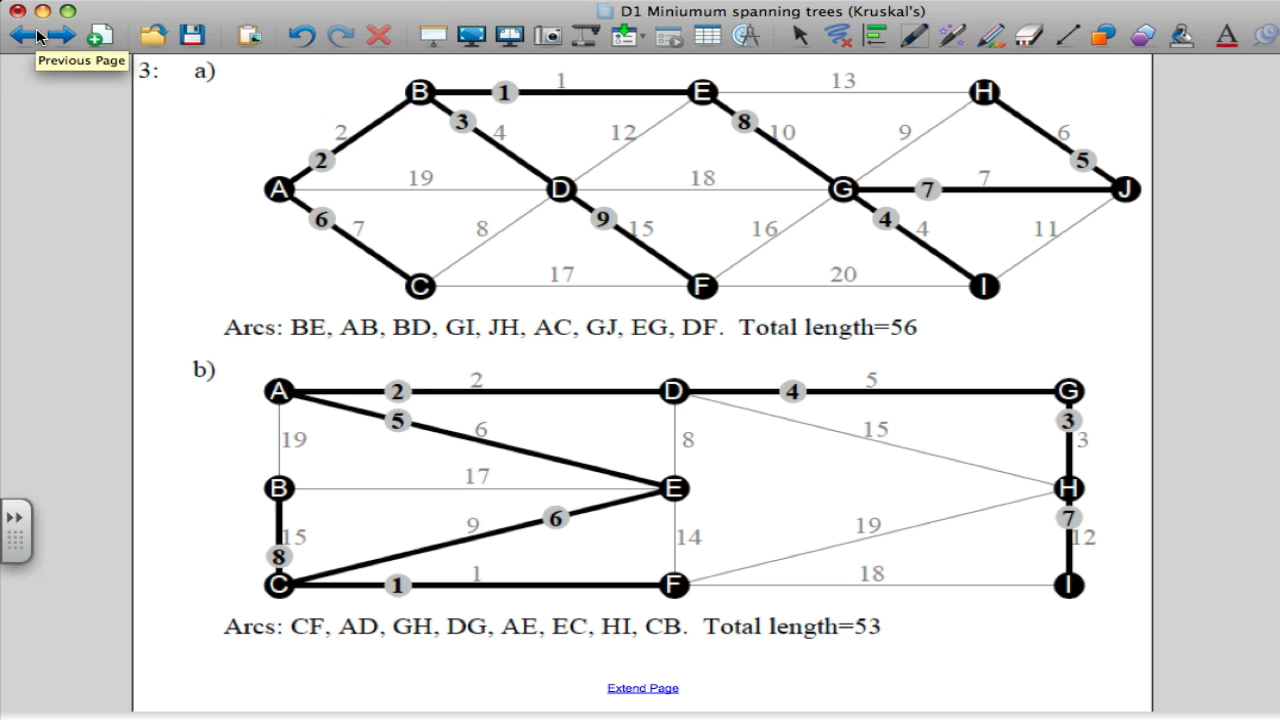 D1 Miniumum spanning trees (Kruskal's)
Previous Page
3: a)
B 1 1 E 13 H
2 3 4 12 8 10 9 6
2 5
A 19 D 18 G 7 7 J
6 7 8 9 15 16 4 4 11
C 17 F 20 I
Arcs: BE, AB, BD, GI, JH, AC, GJ, EG, DF. Total length=56
b)
A 2 2 D 4 5 G
5 6 15 3
19 8 3
B 17 E H
9 6 19 7
15 14 12
8
C 1 1 F 18 I
Arcs: CF, AD, GH, DG, AE, EC, HI, CB. Total length=53
Extend Page